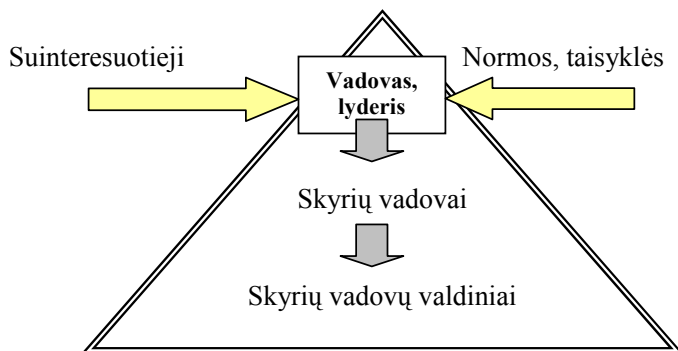 Suinteresuotieji
Normos, taisyklės
Vadovas,
lyderis
Skyrių vadovai
Skyrių vadovų valdiniai